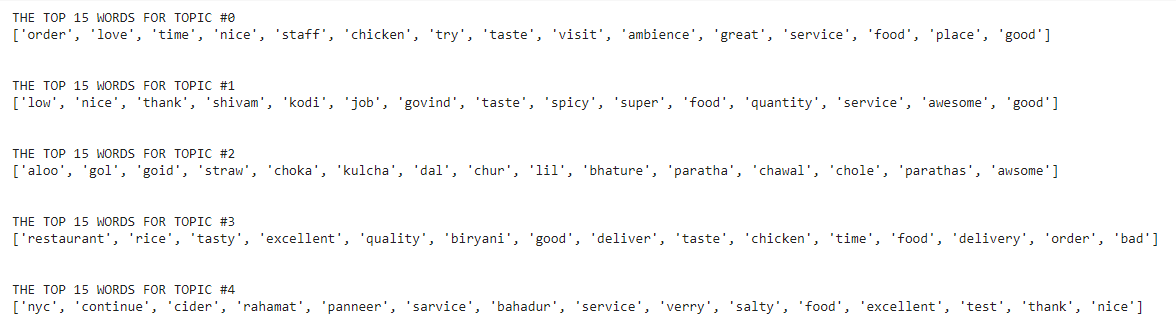 THE TOP 15 WORDS FOR TOPIC #0
['order', 'love', 'time', 'nice', 'staff', 'chicken', 'try', 'taste', 'visit', 'ambience', 'great', 'service', 'food', 'place', 'good']
THE TOP 15 WORDS FOR TOPIC #1
['low', 'nice', 'thank', 'shivam', 'kodi', 'job', 'govind', 'taste', 'spicy', 'super', 'food', 'quantity', 'service', 'awesome', 'good']
THE TOP 15 WORDS FOR TOPIC #2
['aloo', 'gol', 'goid', 'straw', 'choka', 'kulcha', 'dal', 'chur', 'lil', 'bhature', 'paratha', 'chawal', 'chole', 'parathas', 'awsome']
THE TOP 15 WORDS FOR TOPIC #3
['restaurant', 'rice', 'tasty', 'excellent', 'quality', 'biryani', 'good', 'deliver', 'taste', 'chicken', 'time', 'food', 'delivery', 'order', 'bad']
THE TOP 15 WORDS FOR TOPIC #4
['nyc', 'continue', 'cider', 'rahamat', 'panneer', 'sarvice', 'bahadur', 'service', 'verry', 'salty', 'food', 'excellent', 'test', 'thank', 'nice']